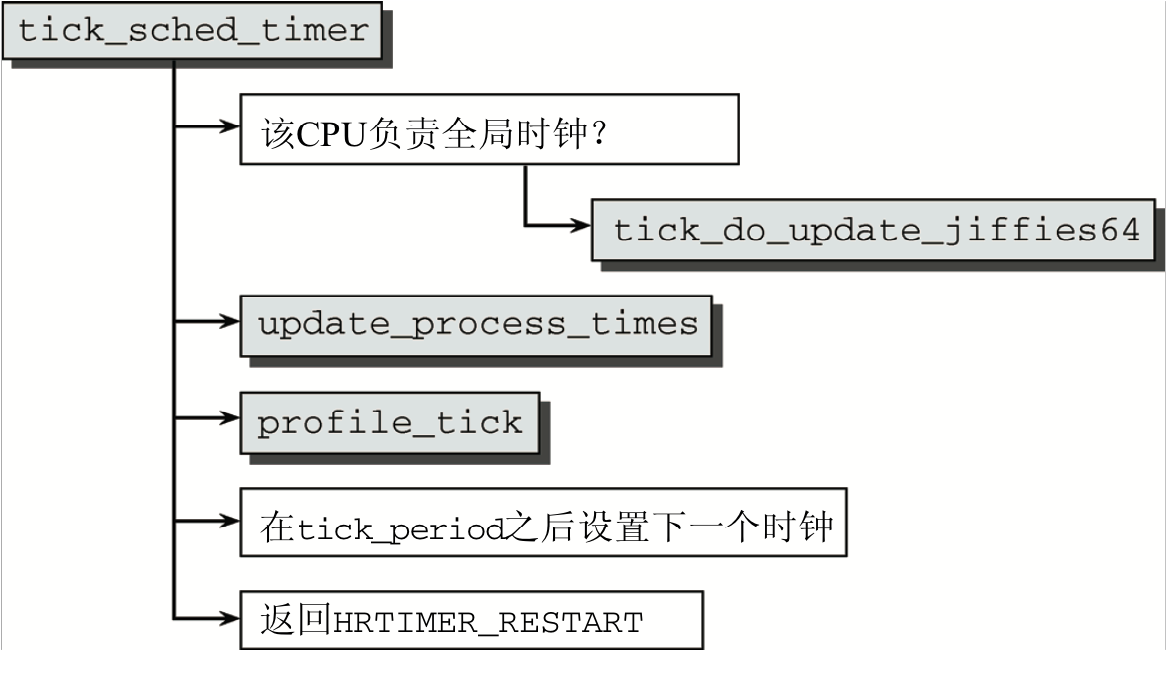 tick_sched_timer
该CPU负责全局时钟？
tick_do_update_jiffies64
update_process_times
profile_tick
在tick_period之后设置下一个时钟
返回HRTIMER_RESTART